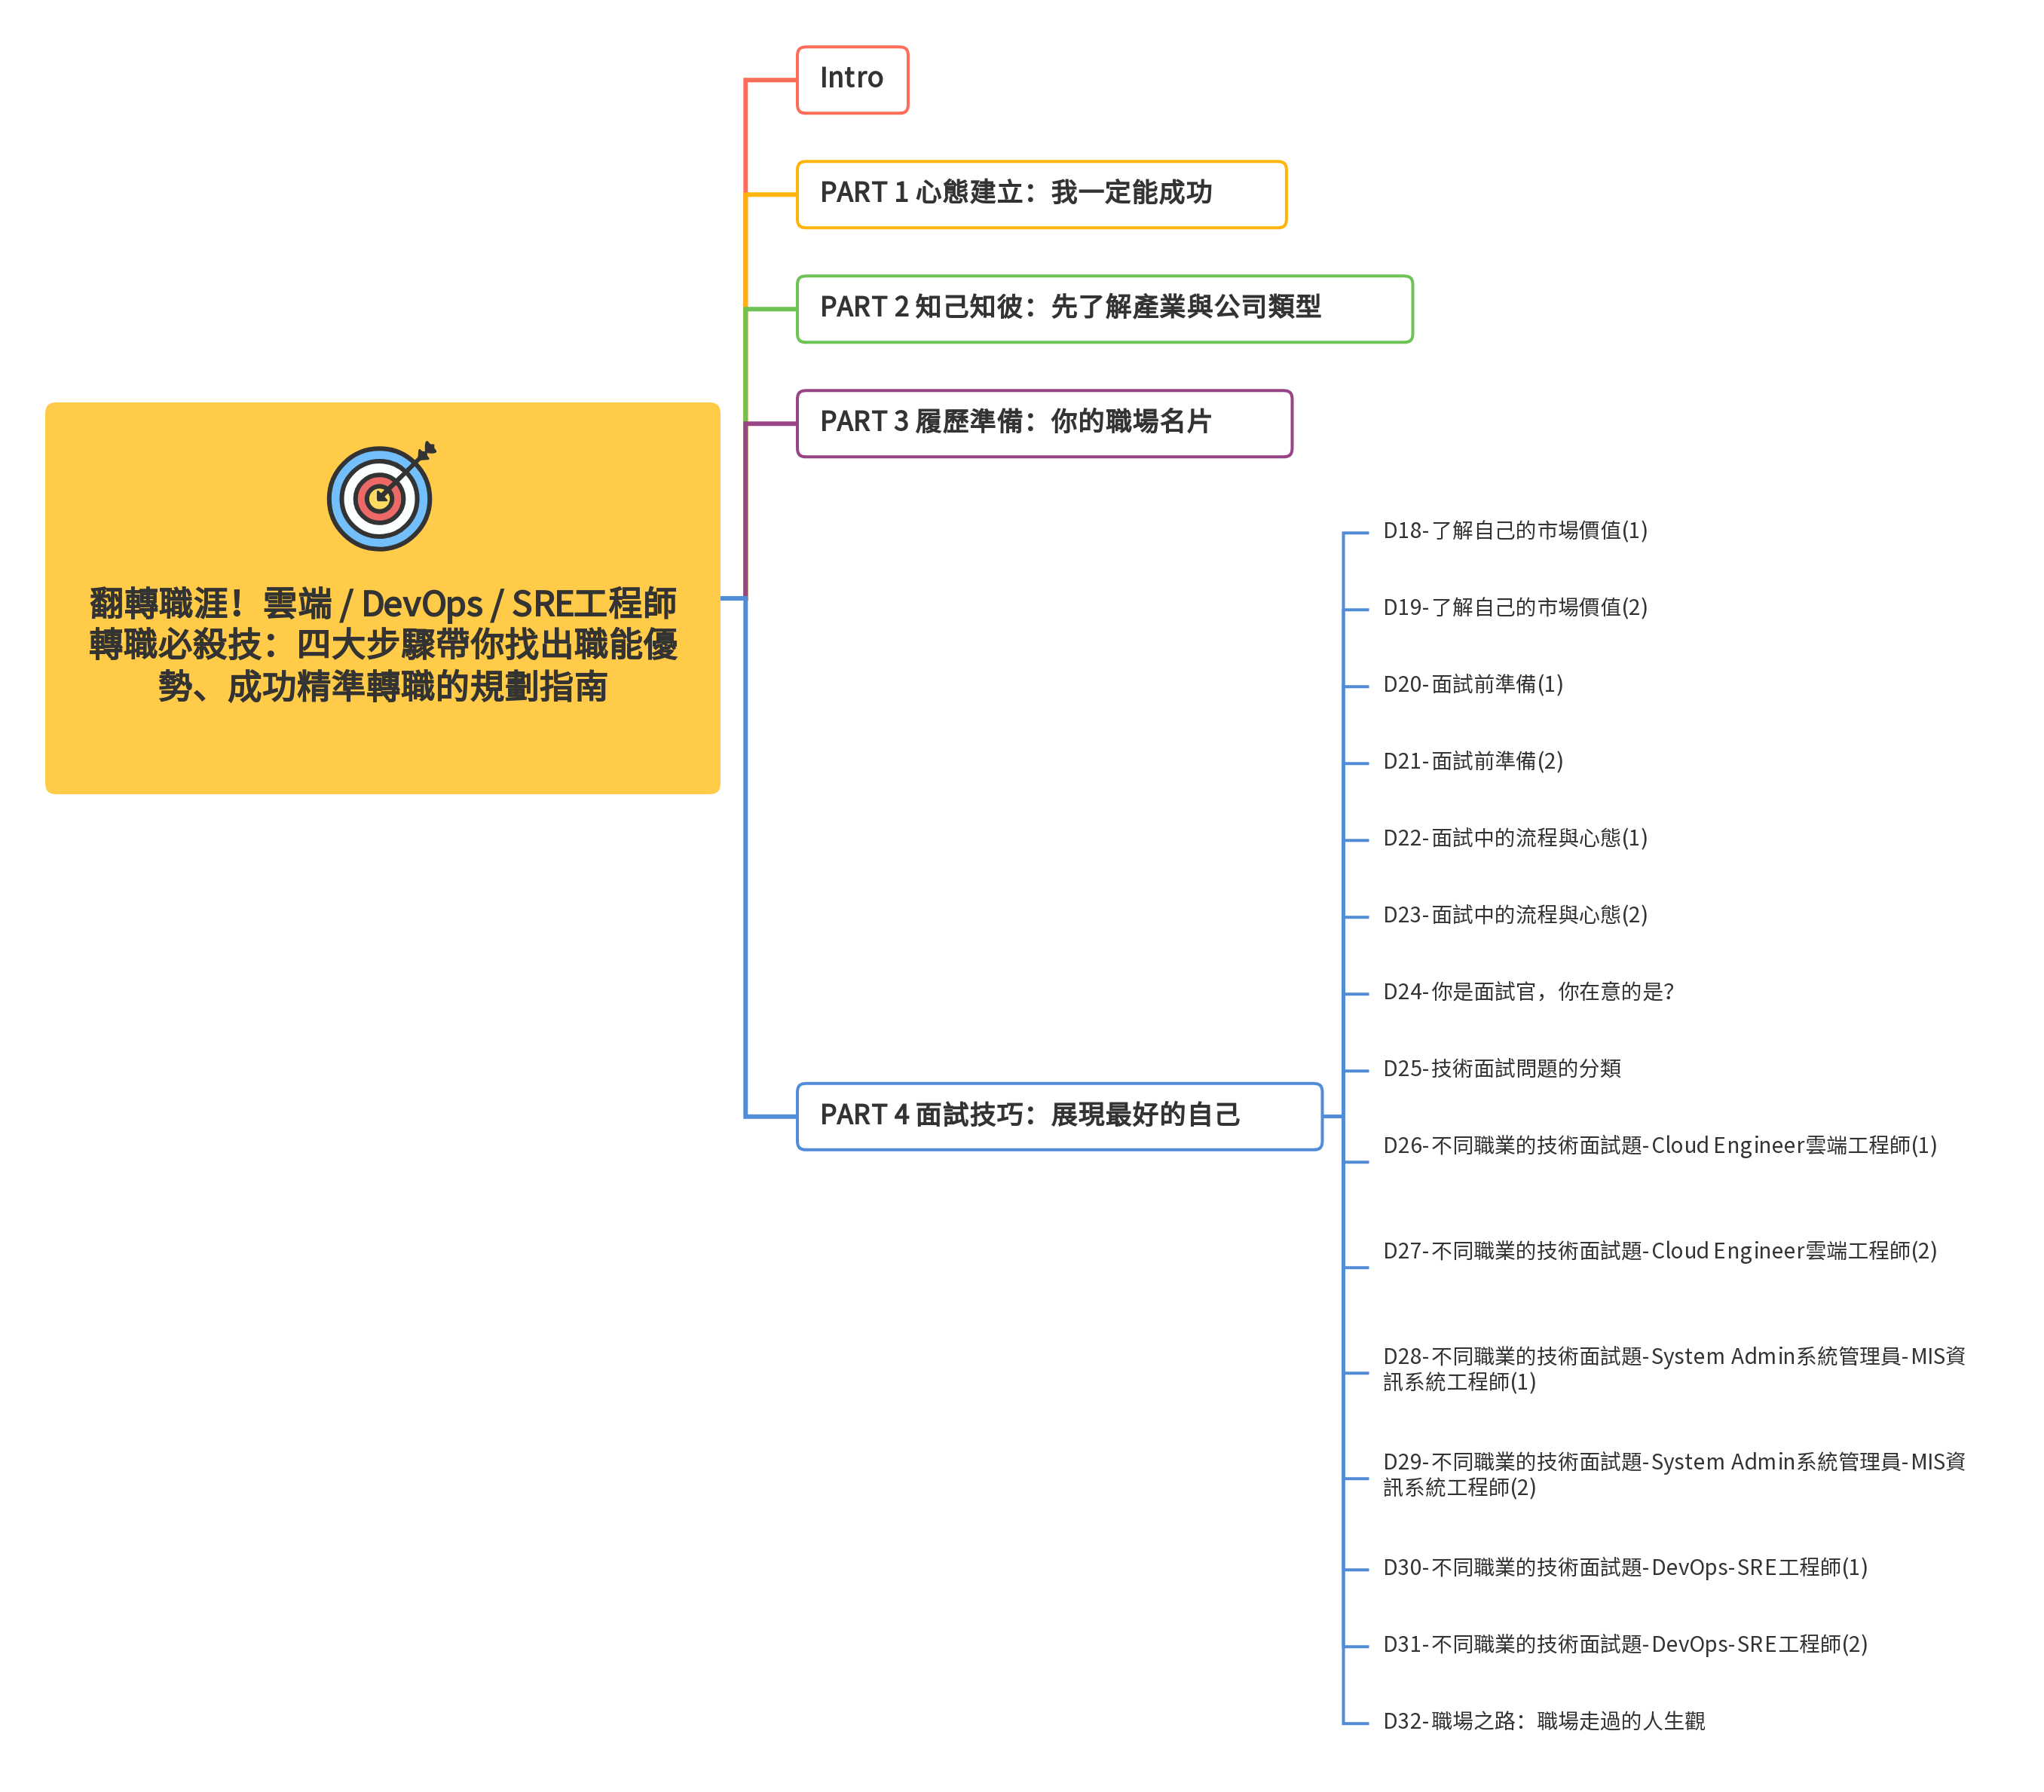 Intro
PART 1 心態建立：我一定能成功
PART 2 知己知彼：先了解產業與公司類型
PART 3 履歷準備：你的職場名片
翻轉職涯！雲端 / DevOps / SRE工程師
轉職必殺技：四大步驟帶你找出職能優
勢、成功精準轉職的規劃指南
PART 4 面試技巧：展現最好的自己
D18-了解自己的市場價值(1)
D19-了解自己的市場價值(2)
D20-面試前準備(1)
D21-面試前準備(2)
D22-面試中的流程與心態(1)
D23-面試中的流程與心態(2)
D24-你是面試官，你在意的是?
D25-技術面試問題的分類
D26-不同職業的技術面試題-Cloud Engineer雲端工程師(1)
D27-不同職業的技術面試題-Cloud Engineer雲端工程師(2)
D28-不同職業的技術面試題-System Admin系統管理員-MIS資
訊系統工程師(1)
D29-不同職業的技術面試題-System Admin系統管理員-MIS資
訊系統工程師(2)
D30-不同職業的技術面試題-DevOps-SRE工程師(1)
D31-不同職業的技術面試題-DevOps-SRE工程師(2)
D32-職場之路：職場走過的人生觀